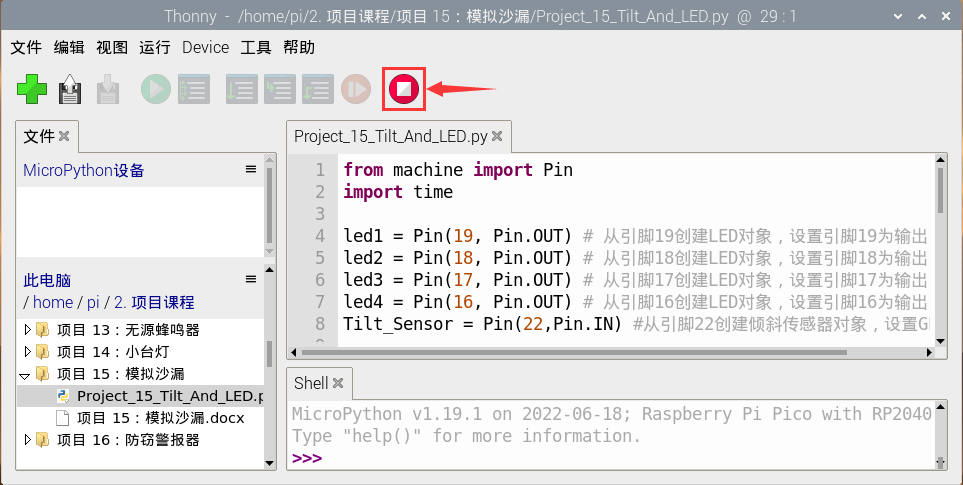 Thonny - /home/pi/2. 项目课程/项目 15：模拟沙漏/Project_15_Tilt_And_LED.py @ 29 : 1
文件 编辑 视图 运行 Device 工具 帮助
文件
MicroPython设备
此电脑
/ home / pi / 2. 项目课程
项目 13：无源蜂鸣器
项目 14：小台灯
项目 15：模拟沙漏
Project_15_Tilt_And_LED.p
项目 15：模拟沙漏.docx
项目 16：防窃警报器
Project_15_Tilt_And_LED.py
1 from machine import Pin
2 import time
3
4 led1 = Pin(19, Pin.OUT) # 从引脚19创建LED对象，设置引脚19为输出
5 led2 = Pin(18, Pin.OUT) # 从引脚18创建LED对象，设置引脚18为输出
6 led3 = Pin(17, Pin.OUT) # 从引脚17创建LED对象，设置引脚17为输出
7 led4 = Pin(16, Pin.OUT) # 从引脚16创建LED对象，设置引脚16为输出
8 Tilt_Sensor = Pin(22,Pin.IN) #从引脚22创建倾斜传感器对象，设置G
Shell
MicroPython v1.19.1 on 2022-06-18; Raspberry Pi Pico with RP2040
Type "help()" for more information.
>>>